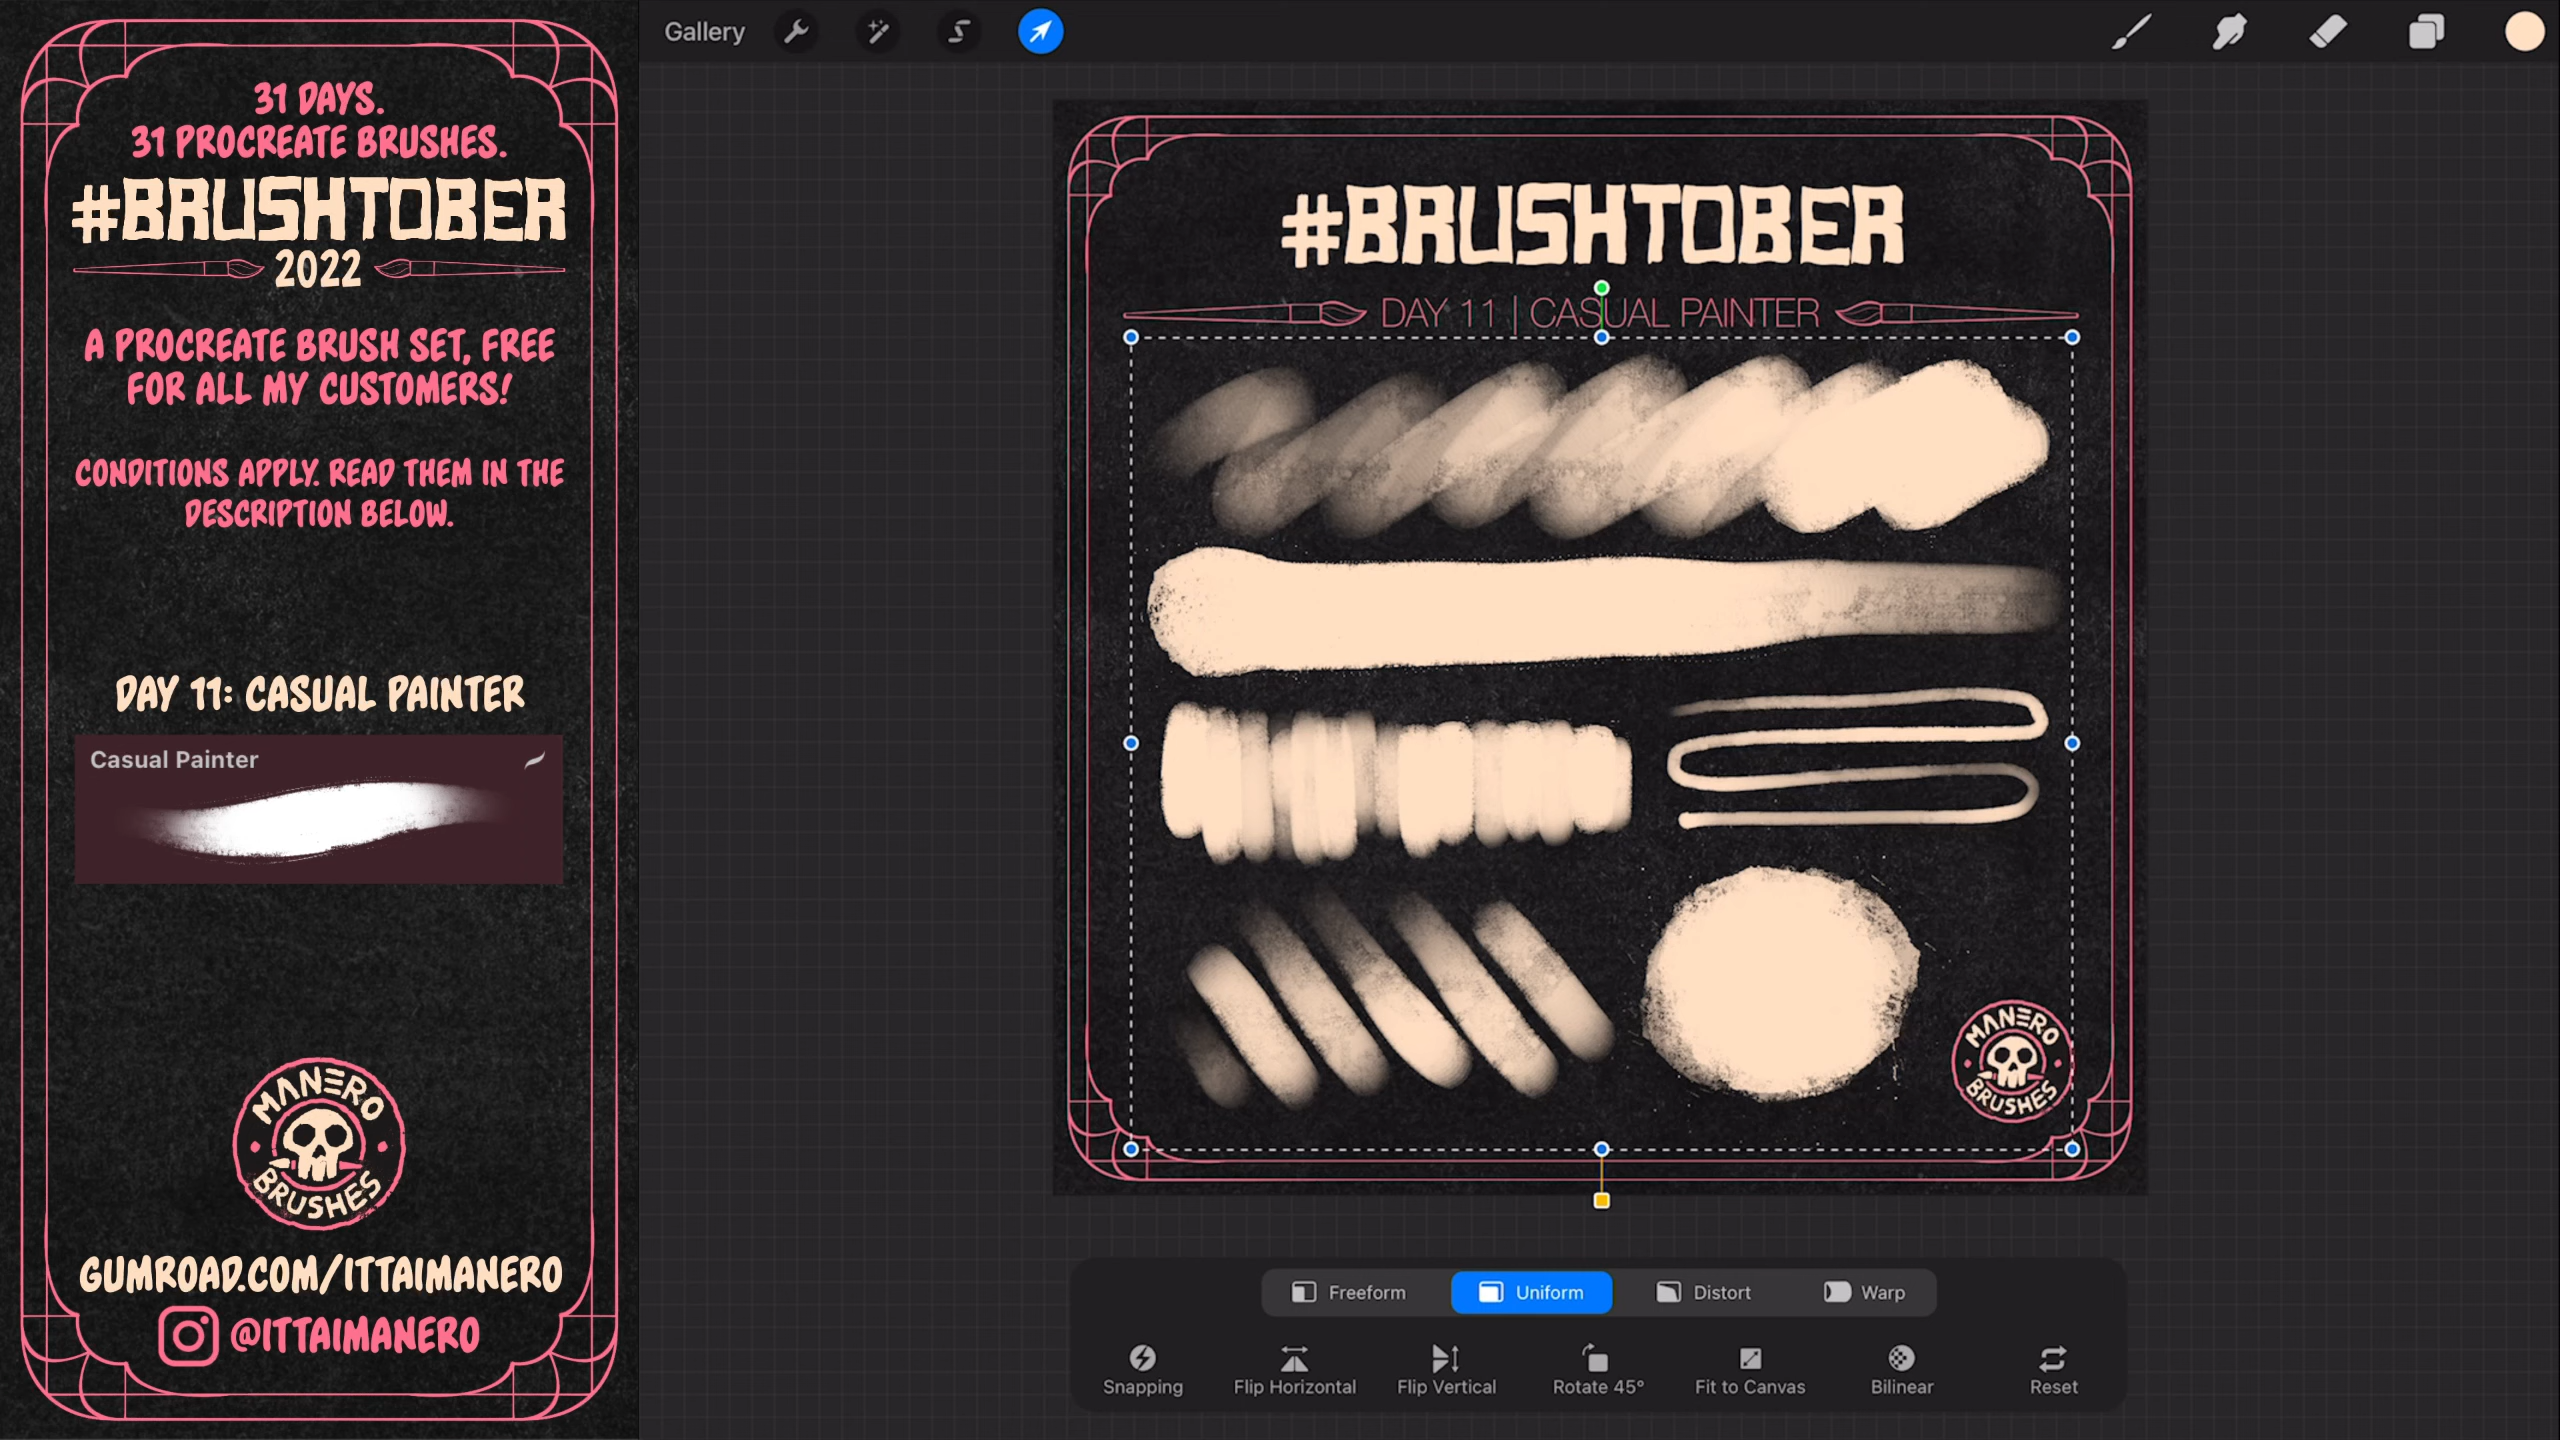 31 DAYS.
31 PROCREATE BRUSHES.
#BRUSHTOBER
2022
A PROCREATE BRUSH SET, FREE
FOR ALL MY CUSTOMERS!
CONDITIONS APPLY. READ THEM IN THE
DESCRIPTION BELOW.
DAY 11: CASUAL PAINTER
Casual Painter
MANERO
BRUSHES
GUMROAD.COM/ITTAIMANERO
@ITTAIMANERO
Gallery
#BRUSHTOBER
DAY 11 | CASUAL PAINTER
MANERO
BRUSHES
Freeform
Uniform
Distort
Warp
Snapping
Flip Horizontal
Flip Vertical
Rotate 45°
Fit to Canvas
Bilinear
Reset